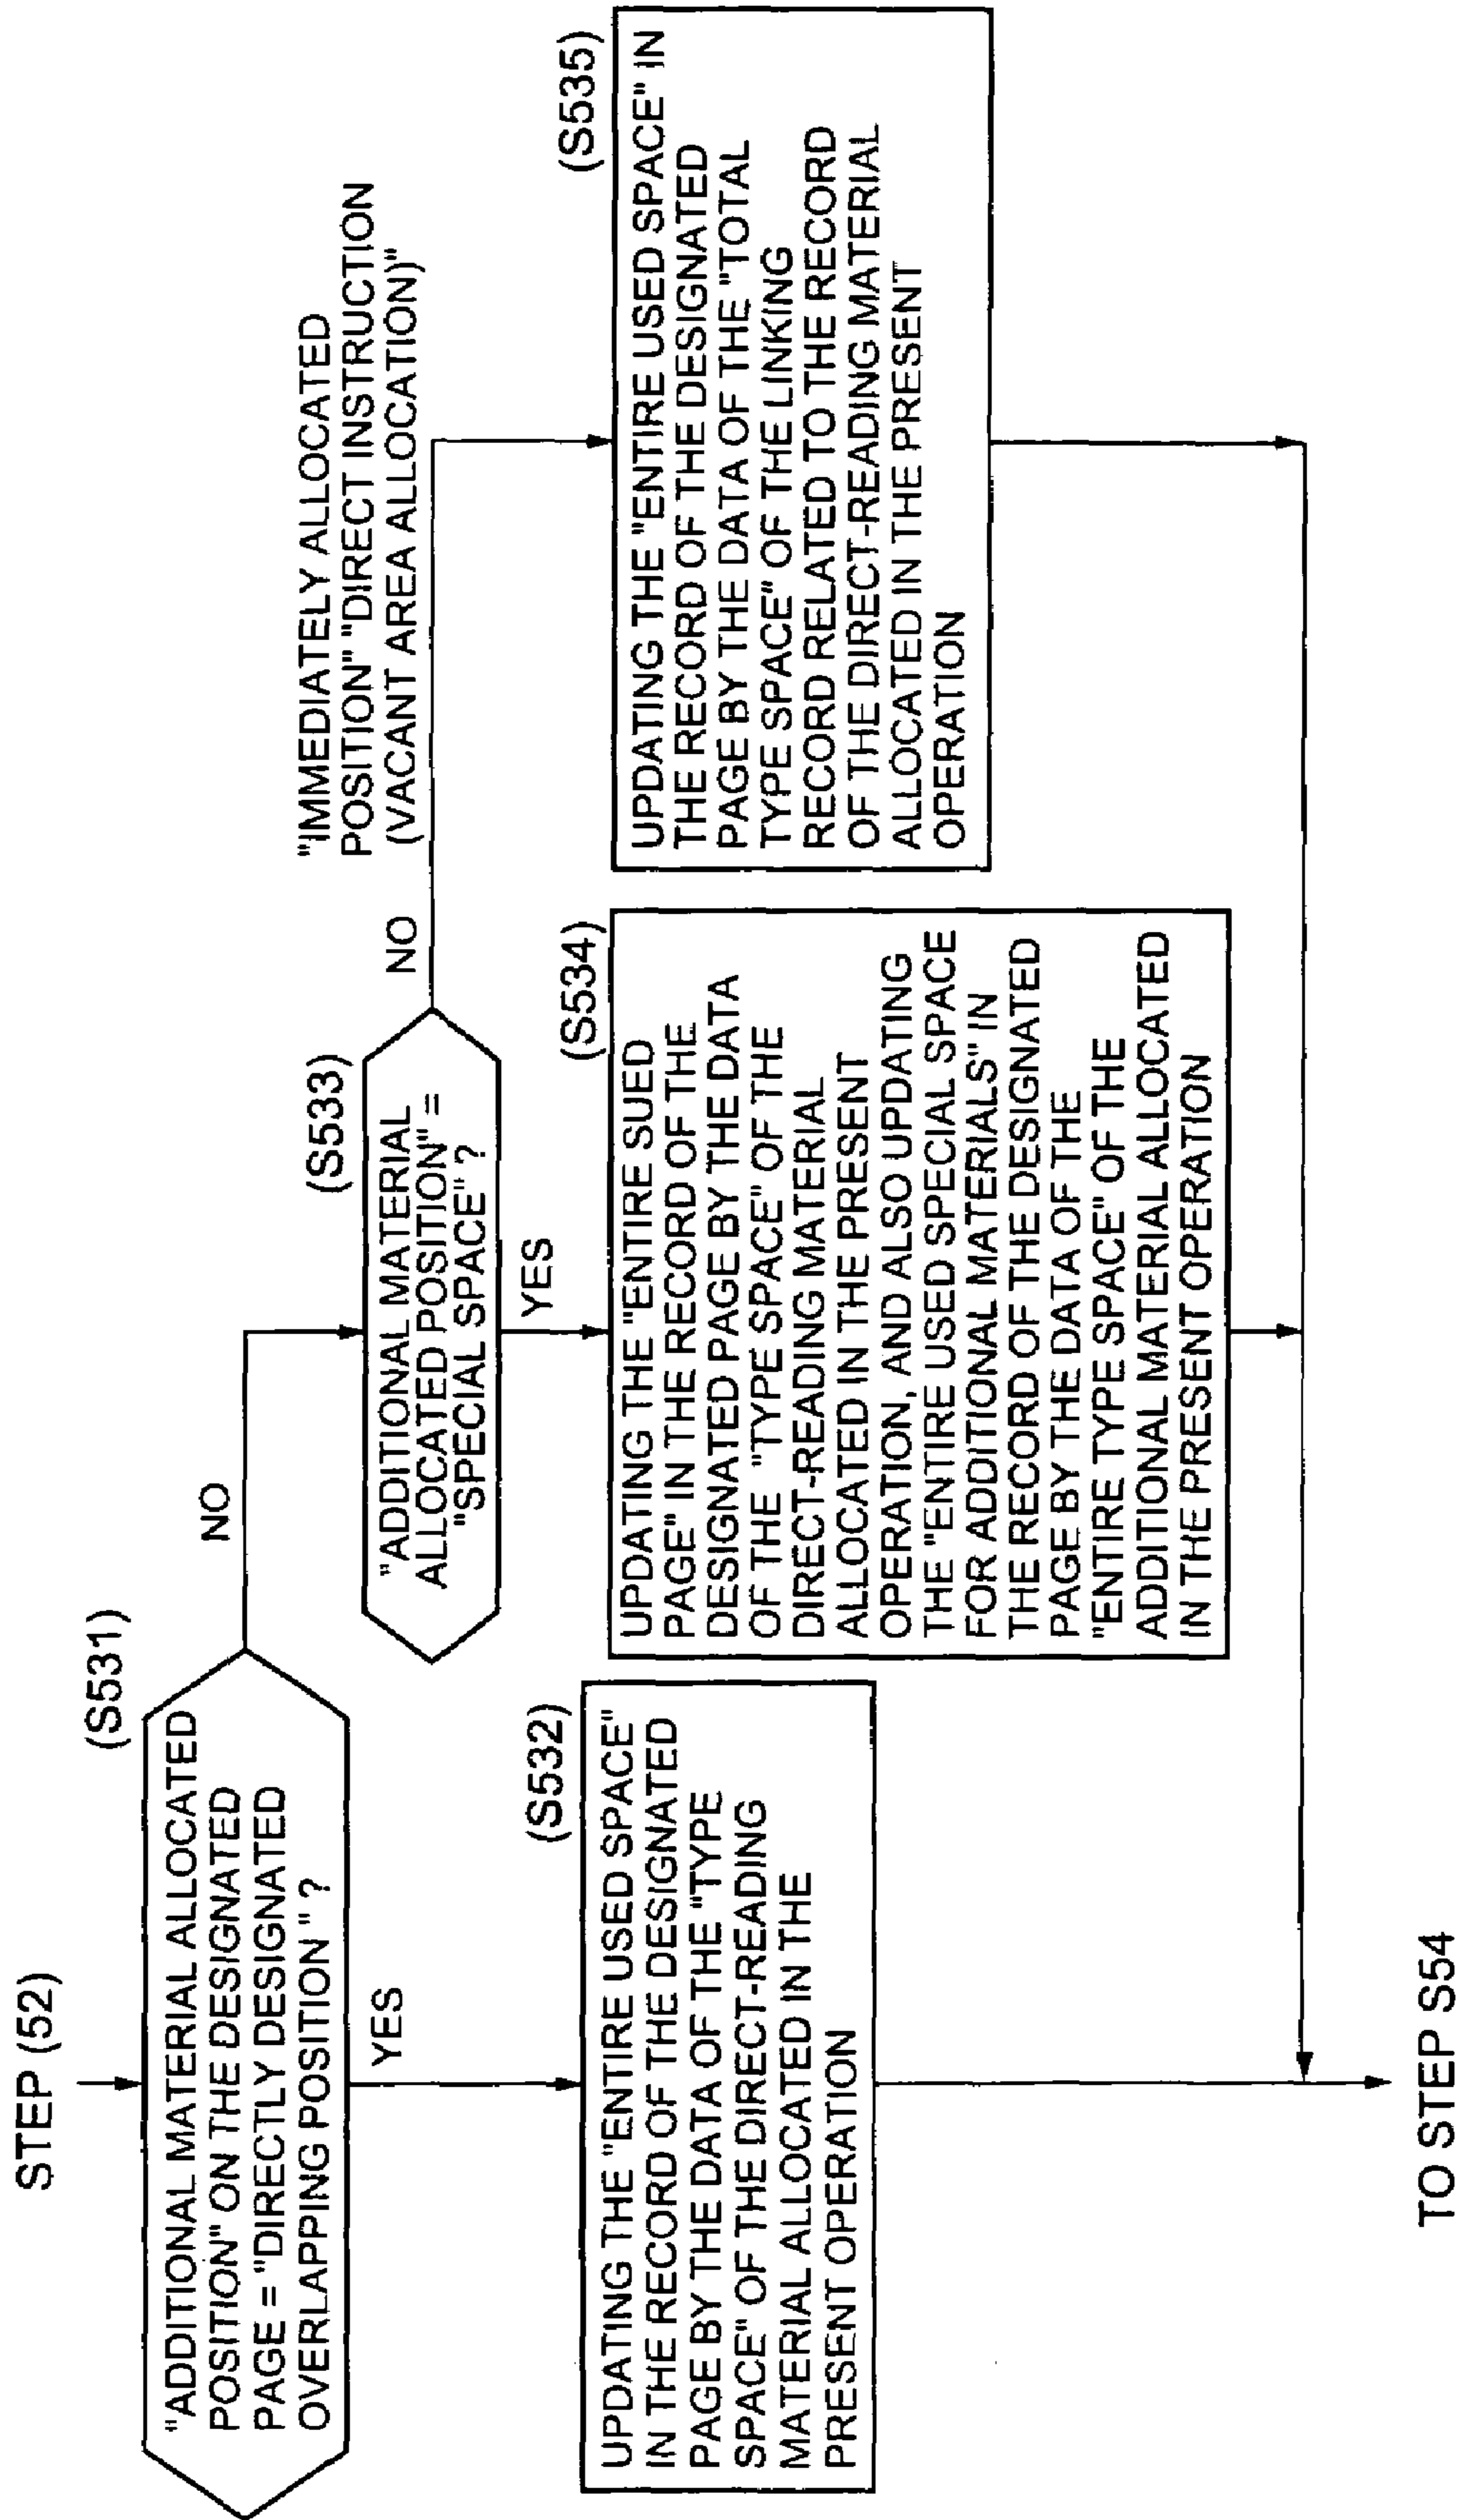 STEP (52)
(S531)
"ADDITIONAL MATERIAL ALLOCATED
POSITION" ON THE DESIGNATED
PAGE = "DIRECTLY DESIGNATED
OVERLAPPING POSITION" ?
YES
NO
(S532)
UPDATING THE "ENTIRE USED SPACE"
IN THE RECORD OF THE DESIGNATED
PAGE BY THE DATA OF THE "TYPE
SPACE" OF THE DIRECT-READING
MATERIAL ALLOCATED IN THE
PRESENT OPERATION
(S533)
"ADDITIONAL MATERIAL
ALLOCATED POSITION" =
"SPECIAL SPACE" ?
YES
NO
(S534)
UPDATING THE "ENTIRE SUED
PAGE" IN THE RECORD OF THE
DESIGNATED PAGE BY THE DATA
OF THE "TYPE SPACE" OF THE
DIRECT-READING MATERIAL
ALLOCATED IN THE PRESENT
OPERATION, AND ALSO UPDATING
THE "ENTIRE USED SPECIAL SPACE
FOR ADDITIONAL MATERIALS" IN
THE RECORD OF THE DESIGNATED
PAGE BY THE DATA OF THE
"ENTIRE TYPE SPACE" OF THE
ADDITIONAL MATERIAL ALLOCATED
IN THE PRESENT OPERATION
"IMMEDIATELY ALLOCATED
POSITION" "DIRECT INSTRUCTION
(VACANT AREA ALLOCATION)"
(S535)
UPDATING THE "ENTIRE USED SPACE" IN
THE RECORD OF THE DESIGNATED
PAGE BY THE DATA OF THE "TOTAL
TYPE SPACE" OF THE LINKING
RECORD RELATED TO THE RECORD
OF THE DIRECT-READING MATERIAL
ALLOCATED IN THE PRESENT
OPERATION
TO STEP S54